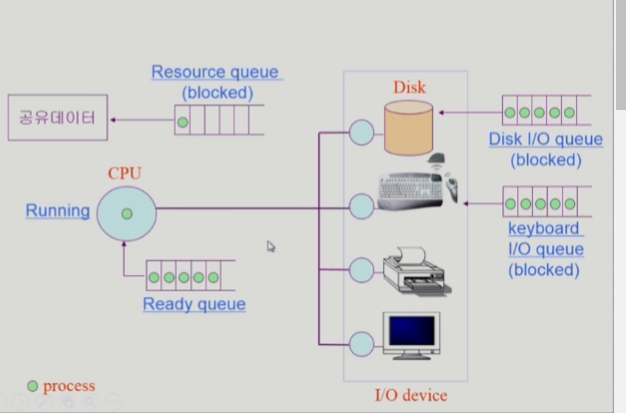 Resource queue
(blocked)
공유데이터
CPU
Running
Ready queue
Disk
Disk I/O queue
(blocked)
keyboard
I/O queue
(blocked)
process
I/O device